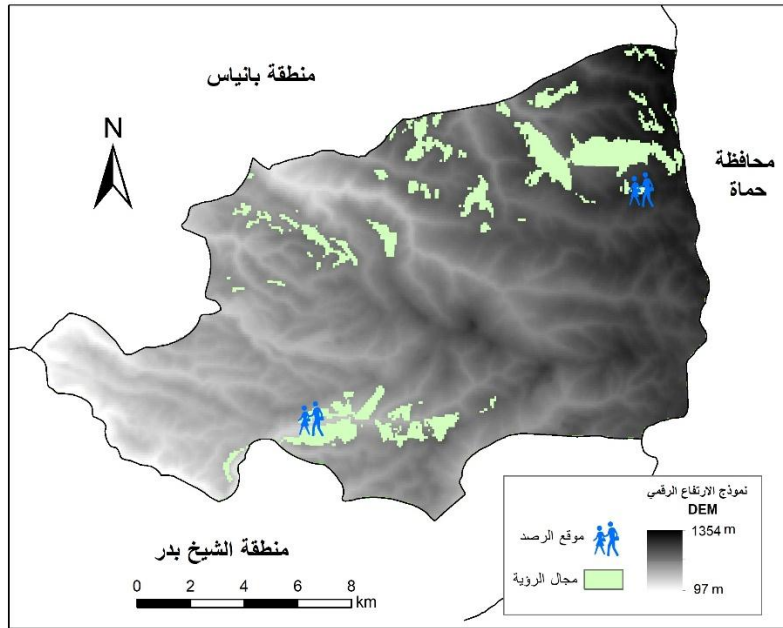 منطقة بانياس
N
محافظة
حماة
نموذج الارتفاع الرقمي
DEM
1354 m
موقع الرصد
مجال الرؤية
97 m
منطقة الشيخ بدر
0 2 4 6 8
km